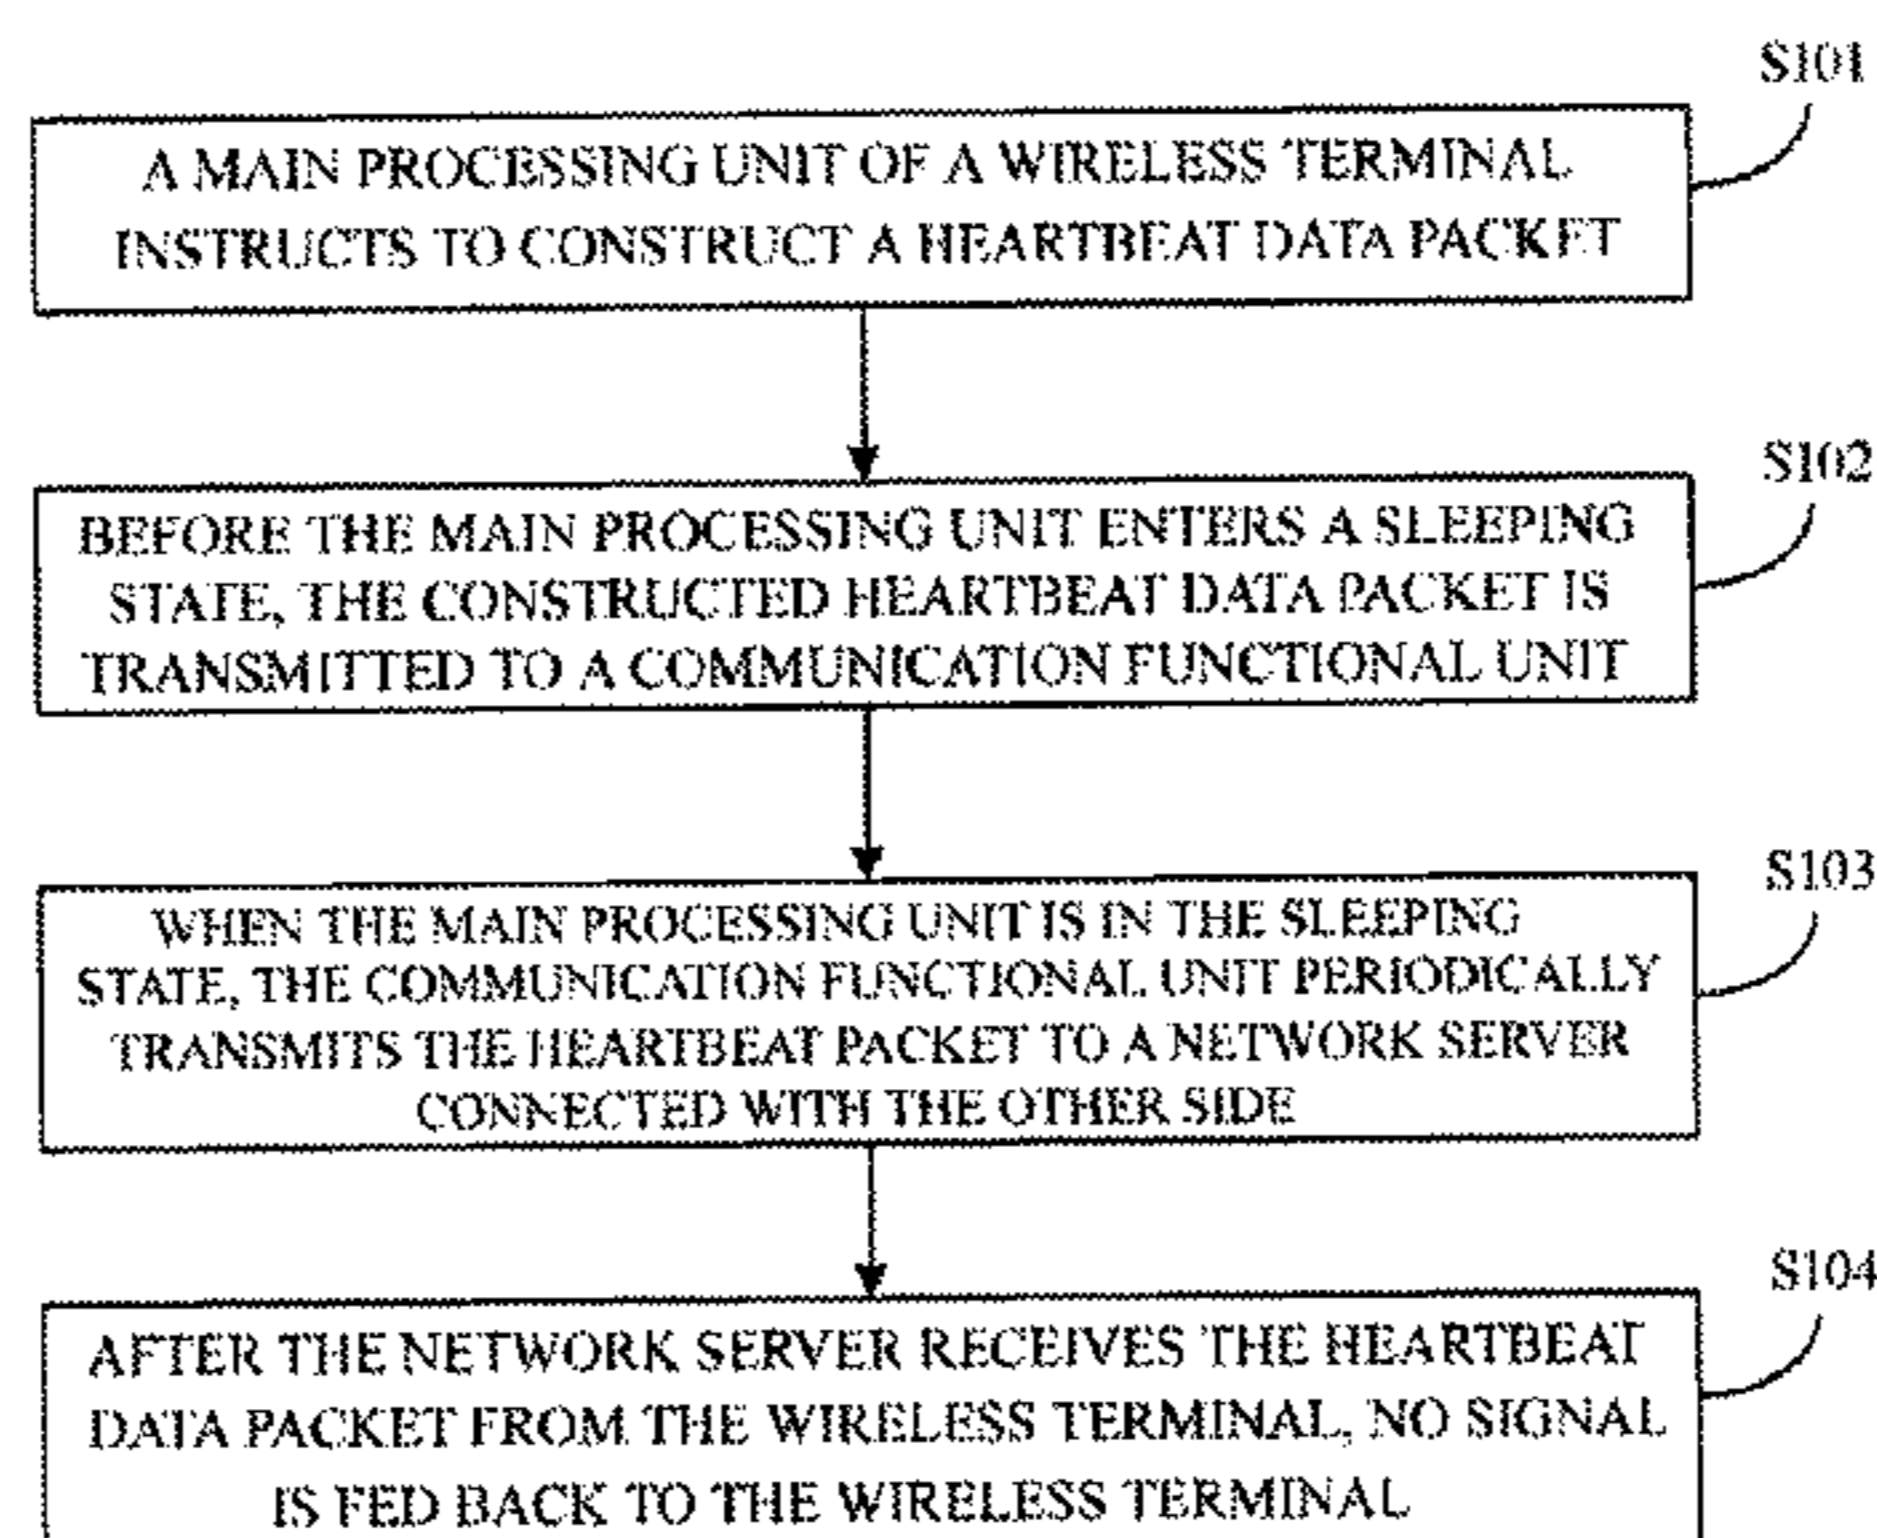 S101
A MAIN PROCESSING UNIT OF A WIRELESS TERMINAL
INSTRUCTS TO CONSTRUCT A HEARTBEAT DATA PACKET
S102
BEFORE THE MAIN PROCESSING UNIT ENTERS A SLEEPING
STATE, THE CONSTRUCTED HEARTBEAT DATA PACKET IS
TRANSMITTED TO A COMMUNICATION FUNCTIONAL UNIT
S103
WHEN THE MAIN PROCESSING UNIT IS IN THE SLEEPING
STATE, THE COMMUNICATION FUNCTIONAL UNIT PERIODICALLY
TRANSMITS THE HEARTBEAT PACKET TO A NETWORK SERVER
CONNECTED WITH THE OTHER SIDE
S104
AFTER THE NETWORK SERVER RECEIVES THE HEARTBEAT
DATA PACKET FROM THE WIRELESS TERMINAL, NO SIGNAL
IS FED BACK TO THE WIRELESS TERMINAL